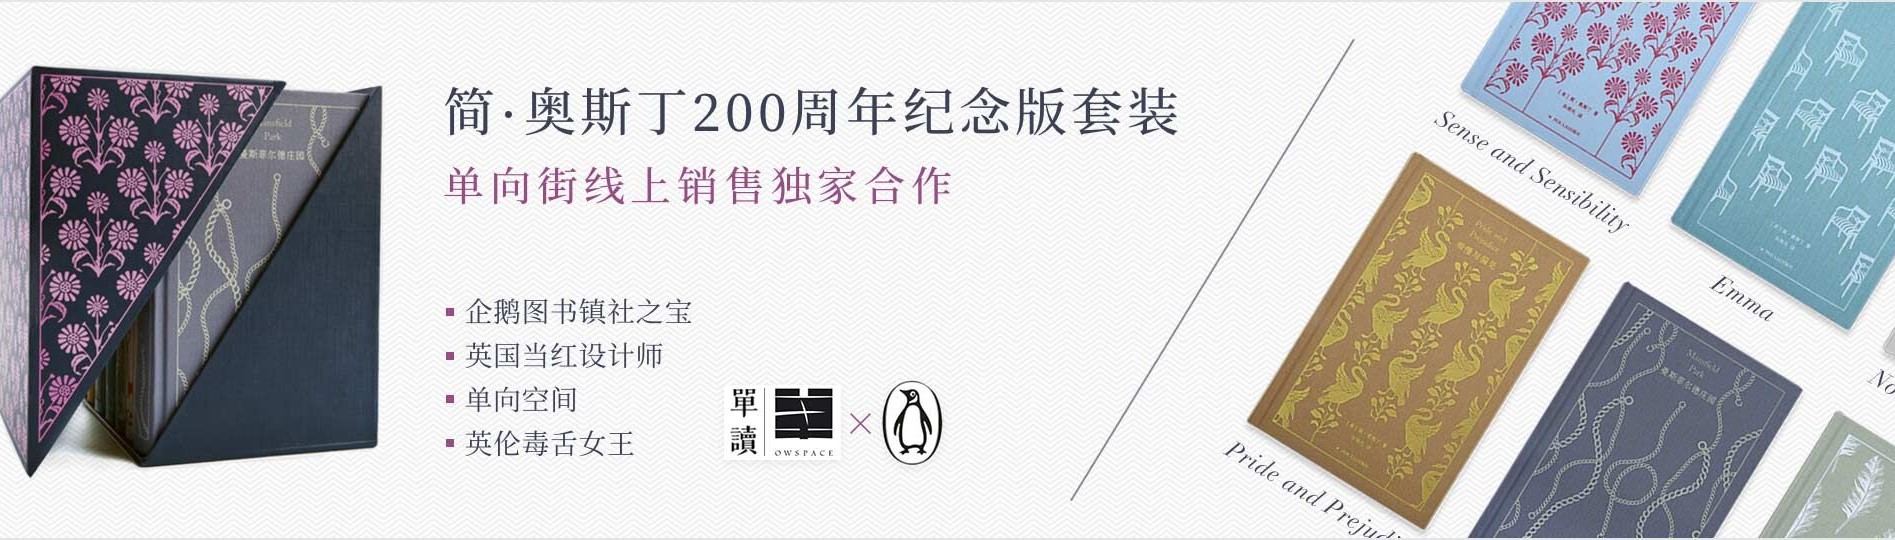 Mansfield
Park
曼斯菲尔德庄园
简·奥斯丁200周年纪念版套装
单向街线上销售独家合作
企鹅图书镇社之宝
英国当红设计师
单向空间
英伦毒舌女王
單讀
OWSPACE
×
Sense and Sensibility
Emma
Pride and
Prejudice
傲慢与偏见
Pride and Prejudi
Mansfield
Park
曼斯菲尔德庄园
No